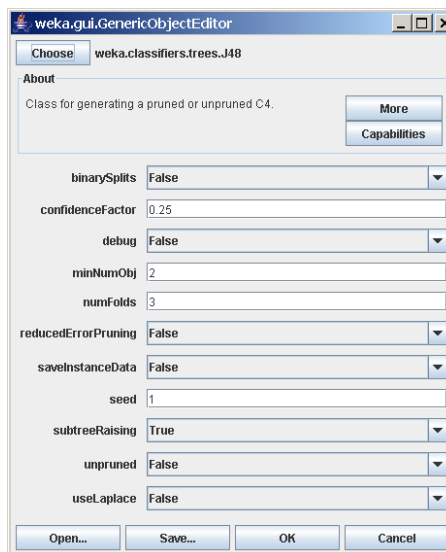 weka.gui.GenericObjectEditor
Choose weka.classifiers.trees.J48
About
Class for generating a pruned or unpruned C4.
More
Capabilities
binarySplits False
confidenceFactor 0.25
debug False
minNumObj 2
numFolds 3
reducedErrorPruning False
saveInstanceData False
seed 1
subtreeRaising True
unpruned False
useLaplace False
Open... Save... OK Cancel